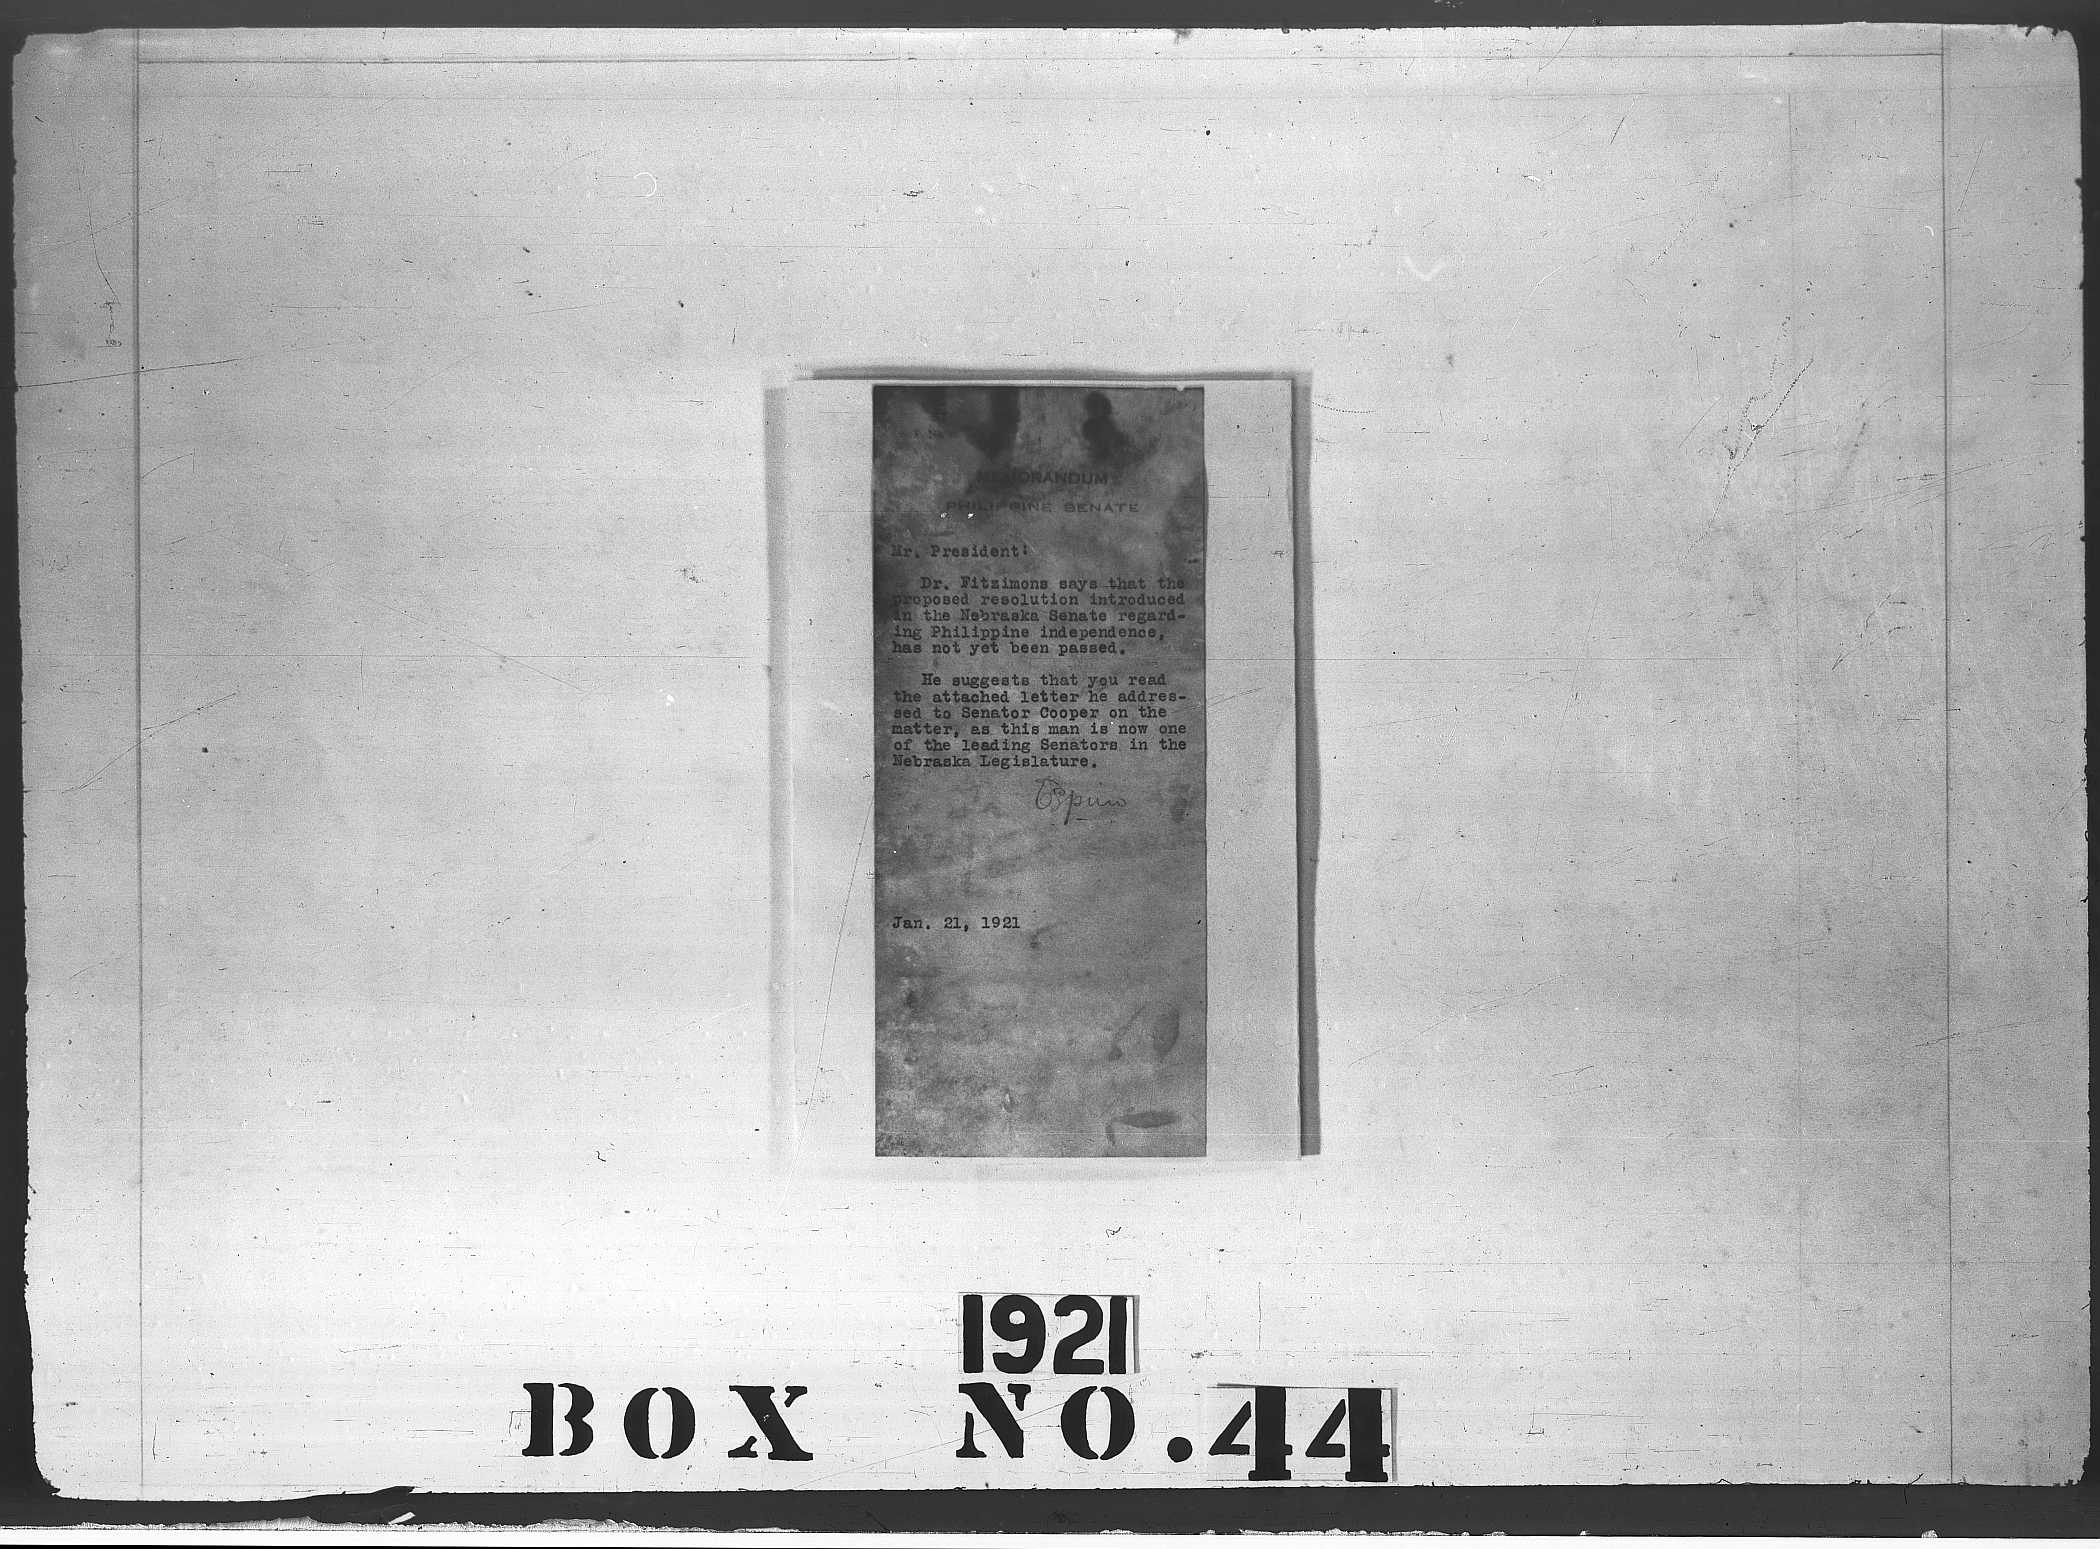 MEMORANDUM
PHILIPPINE SENATE
Mr. President:
Dr. Fitzimons says that the
proposed resolution introduced
in the Nebraska Senate regard-
ing Philippine independence,
has not yet been passed.
He suggests that you read
the attached letter he addres-
sed to Senator Cooper on the
matter, as this man is now one
of the leading Senators in the
Nebraska Legislature.
Espino
Jan. 21, 1921
1921
BOX NO. 44